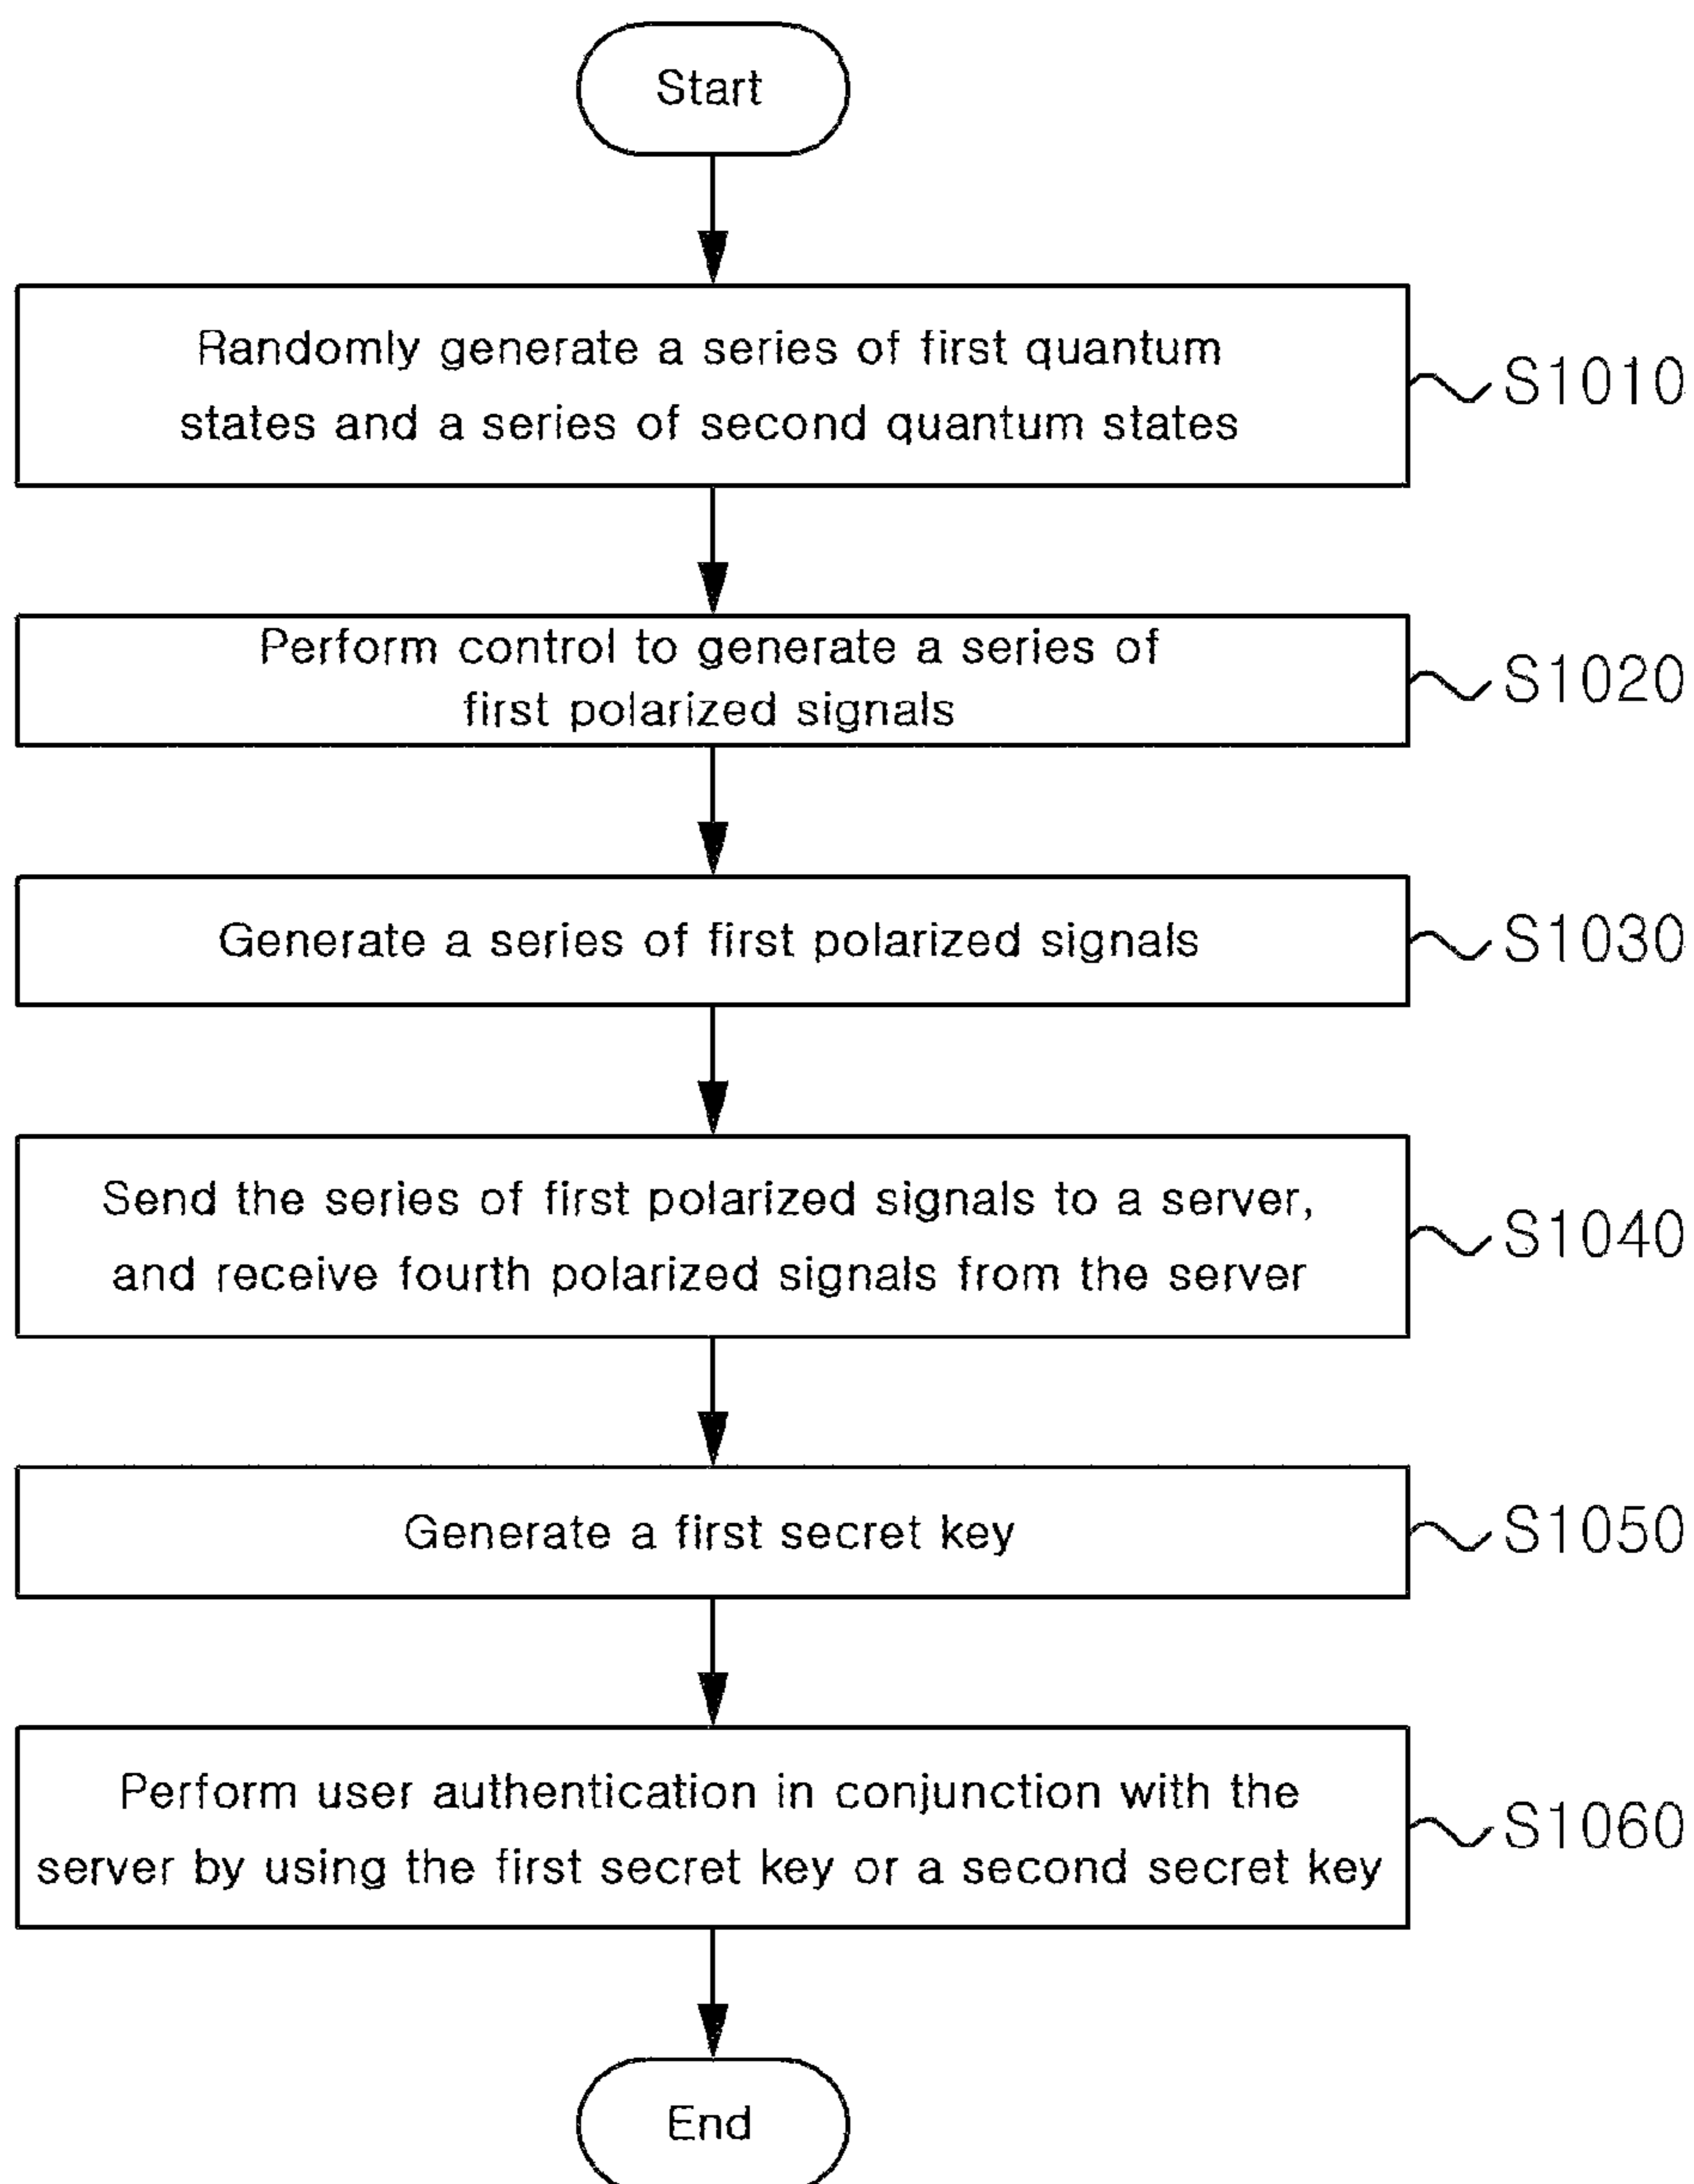 Start
Randomly generate a series of first quantum
states and a series of second quantum states
S1010
Perform control to generate a series of
first polarized signals
S1020
Generate a series of first polarized signals
S1030
Send the series of first polarized signals to a server,
and receive fourth polarized signals from the server
S1040
Generate a first secret key
S1050
Perform user authentication in conjunction with the
server by using the first secret key or a second secret key
S1060
End